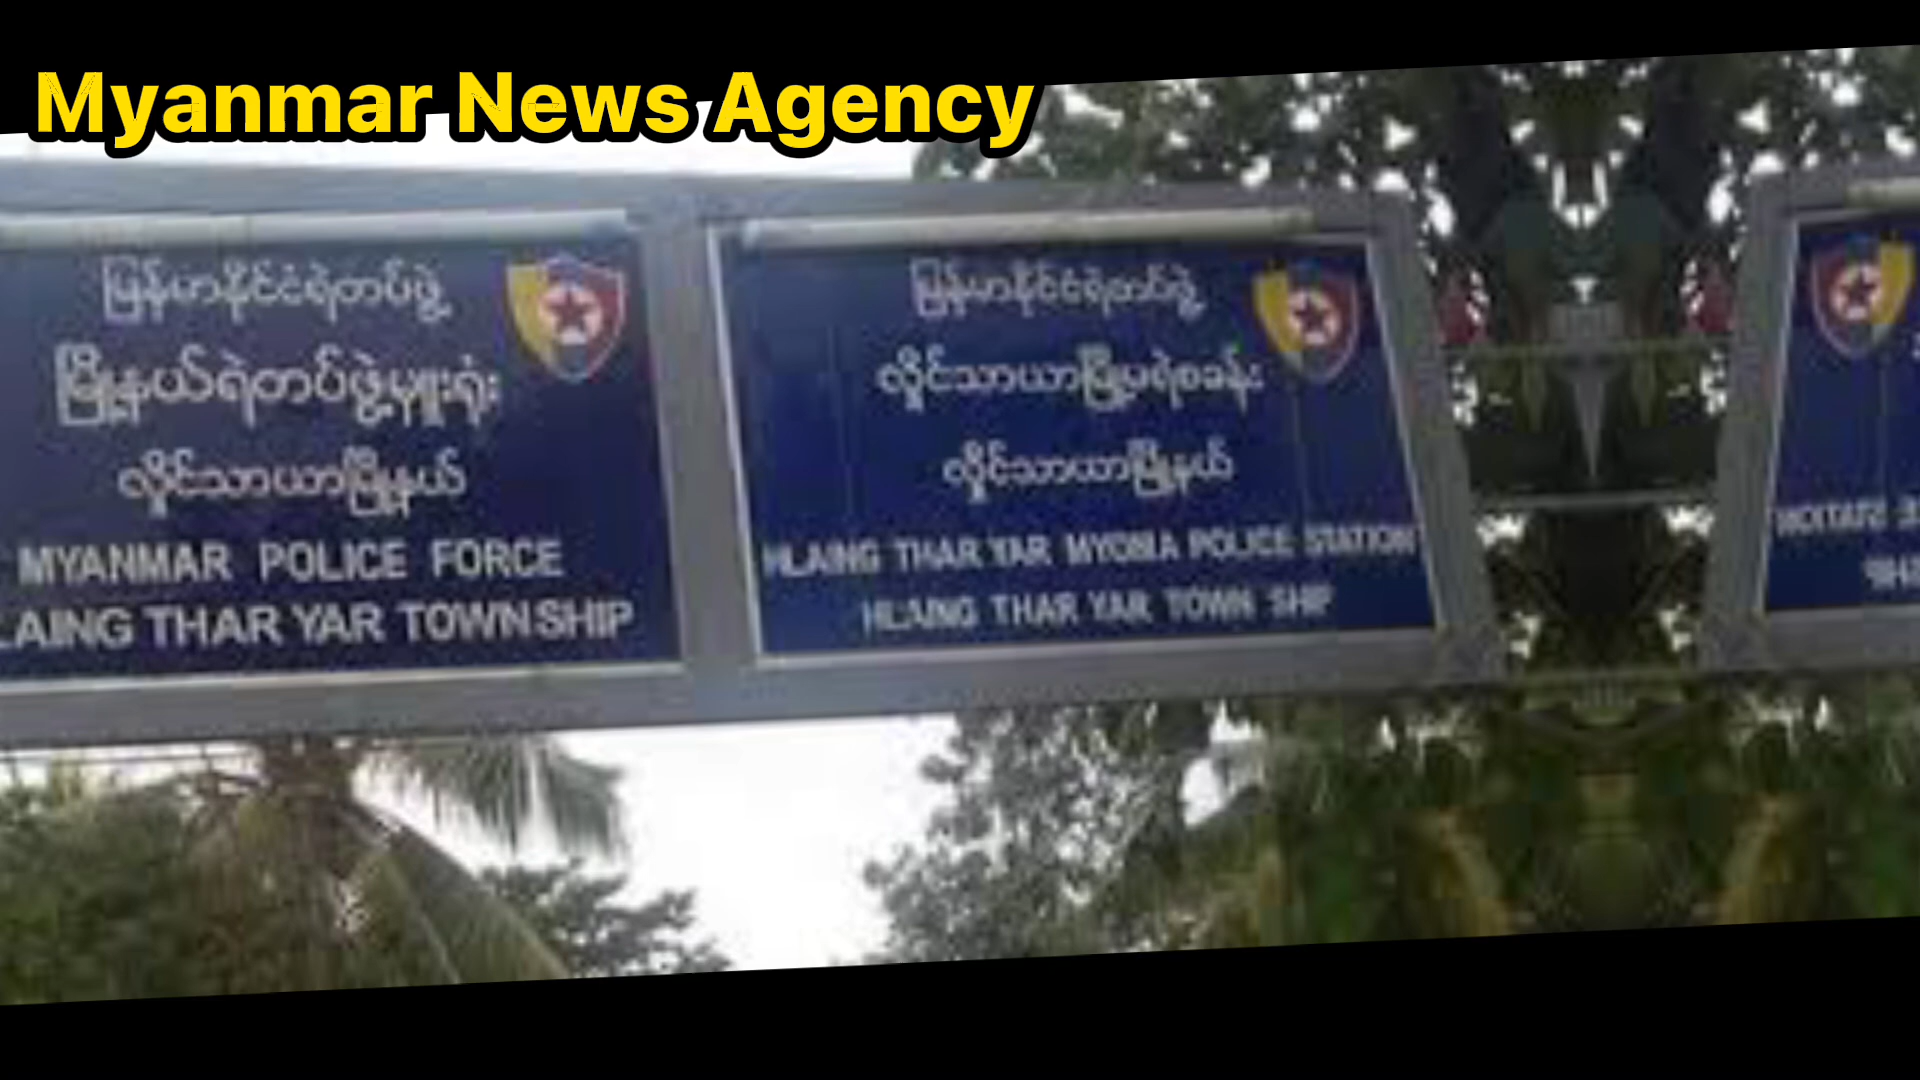 Myanmar News Agency
မြန်မာနိုင်ငံရဲတပ်ဖွဲ့
မြို့နယ်ရဲတပ်ဖွဲ့မှူးရုံး
လှိုင်သာယာမြို့နယ်
MYANMAR POLICE FORCE
LAING THAR YAR TOWNSHIP
မြန်မာနိုင်ငံရဲတပ်ဖွဲ့
လှိုင်သာယာမြို့မရဲစခန်း
လှိုင်သာယာမြို့နယ်
HLAING THAR YAR MYOMA POLICE STATION
HLAING THAR YAR TOWN SHIP